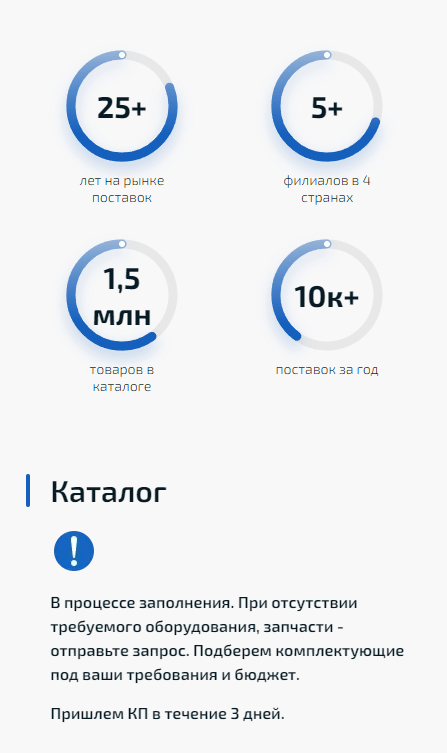 25+
лет на рынке
поставок
5+
филиалов в 4
странах
1,5
млн
товаров в
каталоге
10к+
поставок за год
Каталог
В процессе заполнения. При отсутствии
требуемого оборудования, запчасти -
отправьте запрос. Подберем комплектующие
под ваши требования и бюджет.
Пришлем КП в течение 3 дней.